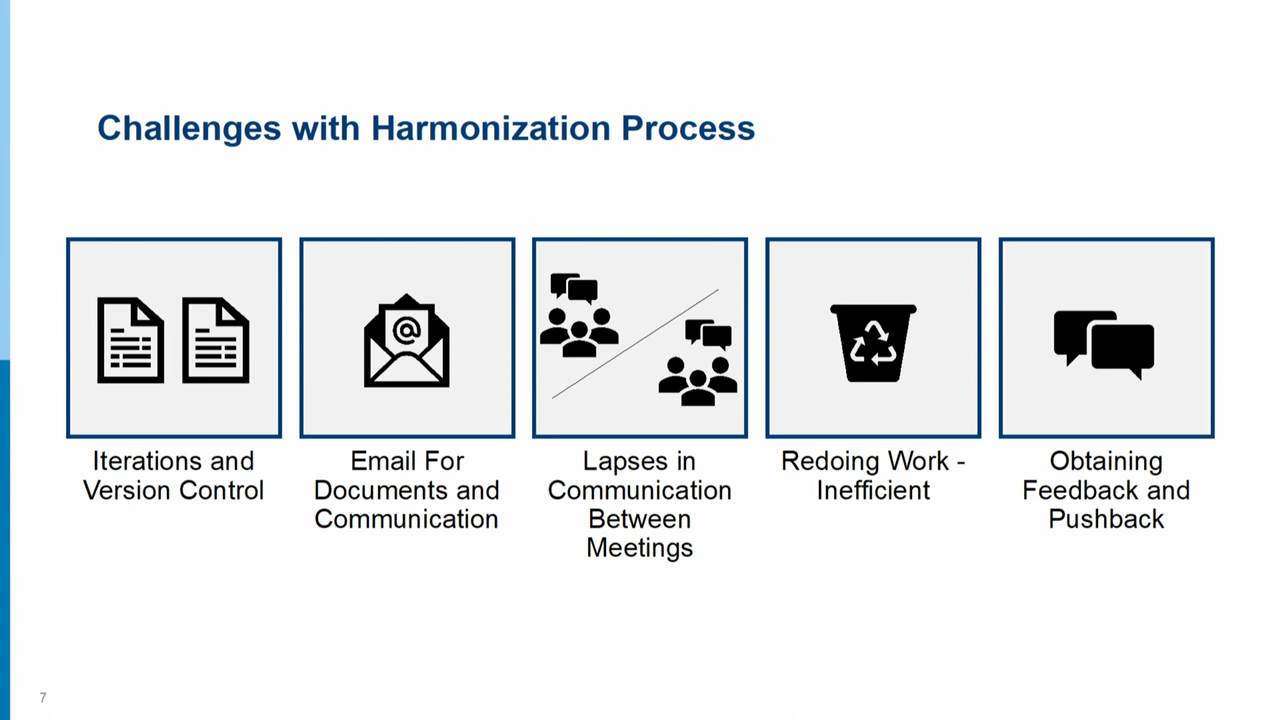 Challenges with Harmonization Process
@
Iterations and
Version Control
Email For
Documents and
Communication
Lapses in
Communication
Between
Meetings
Redoing Work -
Inefficient
Obtaining
Feedback and
Pushback
7